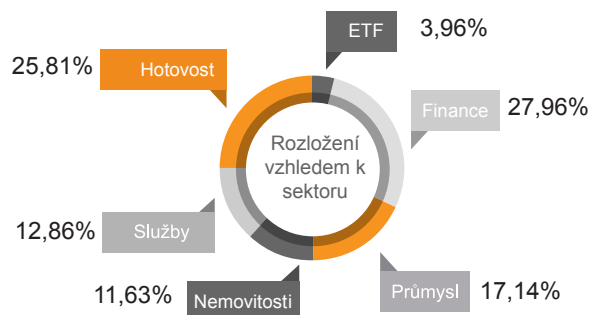 ETF 3,96%
25,81% Hotovost
Finance 27,96%
Rozložení
vzhledem k
sektoru
12,86% Služby
11,63% Nemovitosti
Průmysl 17,14%